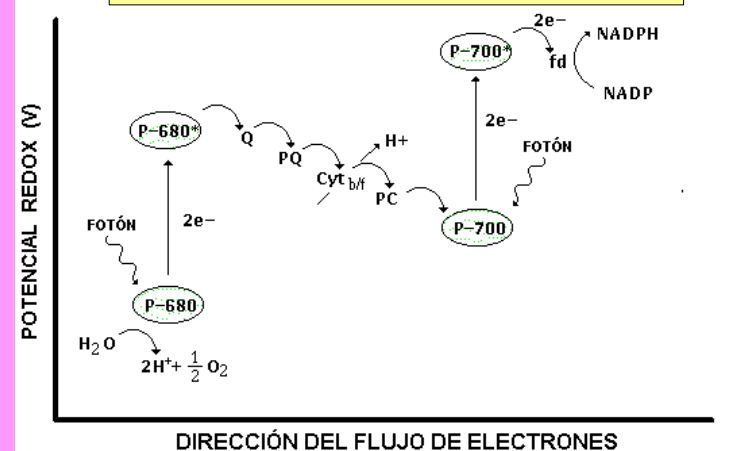 2e−
P−700*
fd
NADPH
NADP
P−680*
Q
PQ
Cyt b/f
H+
PC
2e−
FOTÓN
P−700
FOTÓN
2e−
P−680
H2O
2H⁺+ 1/2 O2
POTENCIAL REDOX (V)
DIRECCIÓN DEL FLUJO DE ELECTRONES